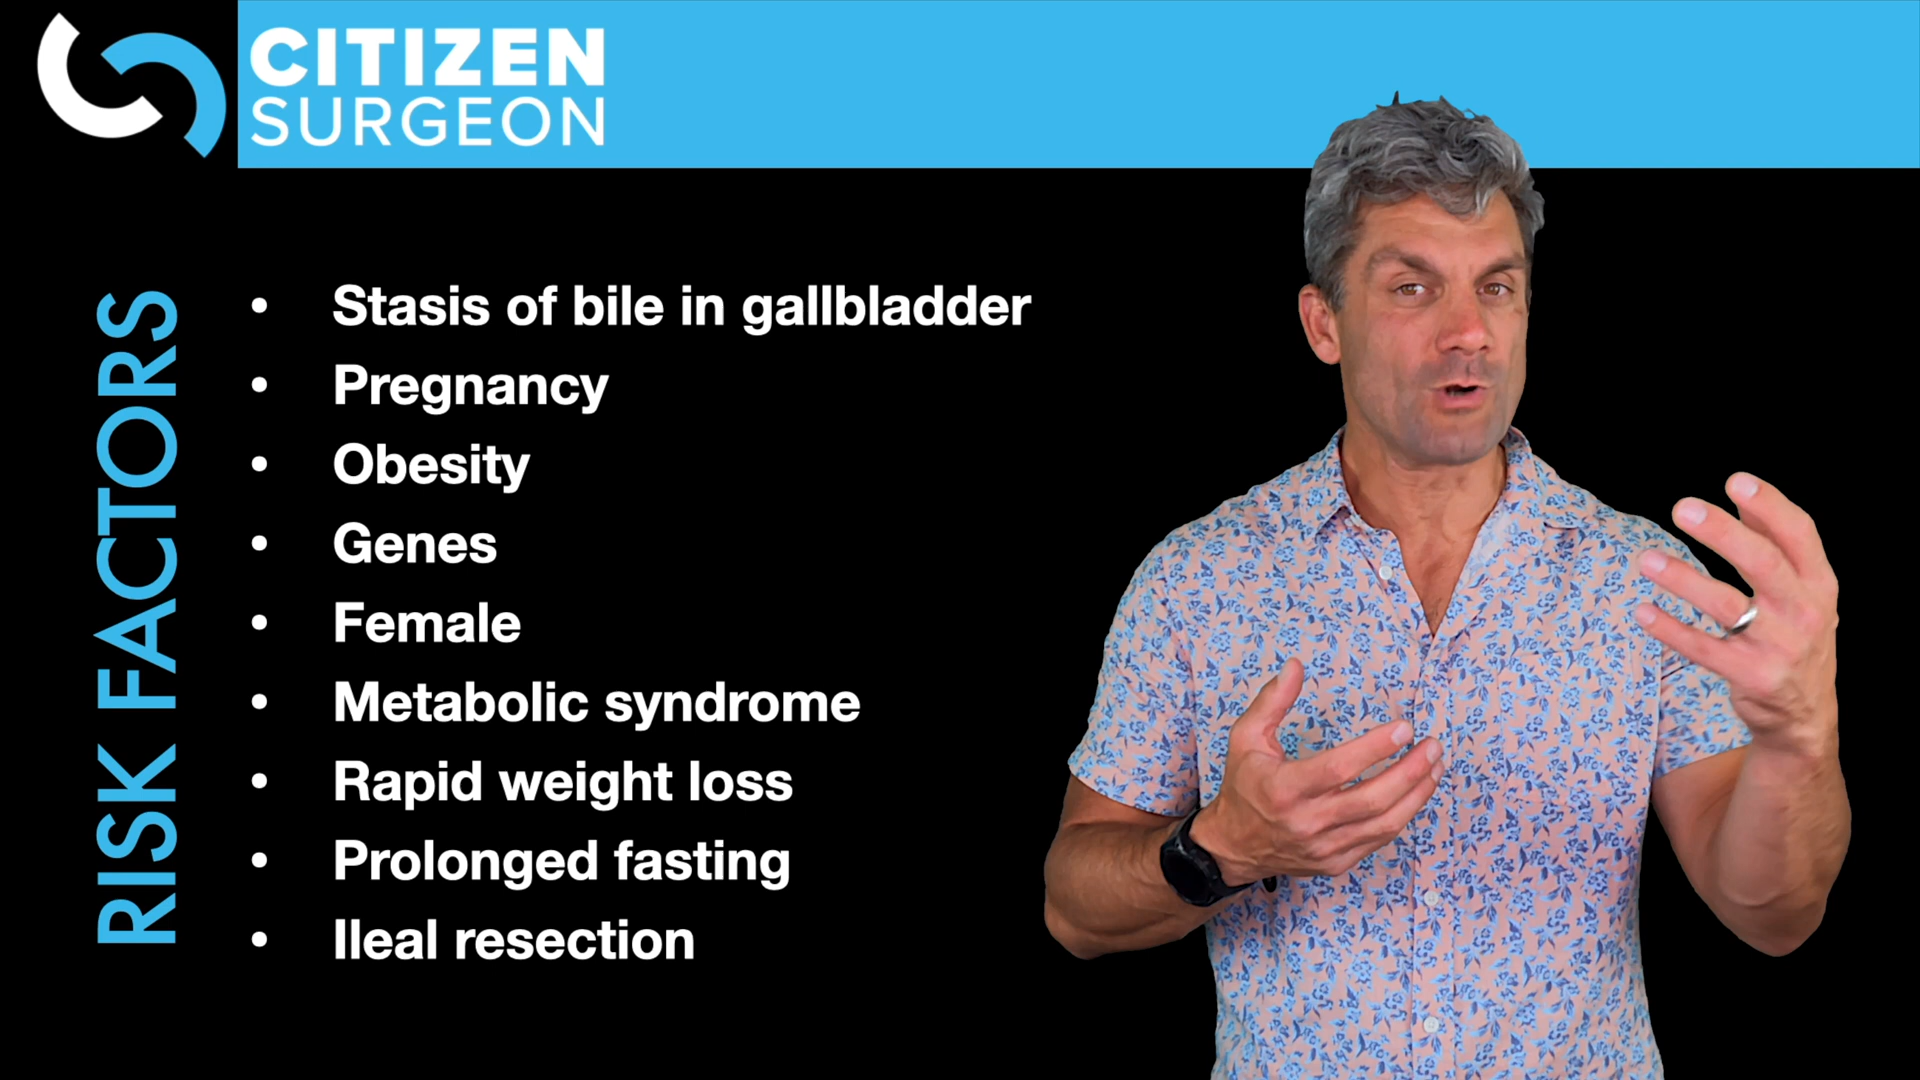 CITIZEN
SURGEON
RISK FACTORS
• Stasis of bile in gallbladder
• Pregnancy
• Obesity
• Genes
• Female
• Metabolic syndrome
• Rapid weight loss
• Prolonged fasting
• Ileal resection